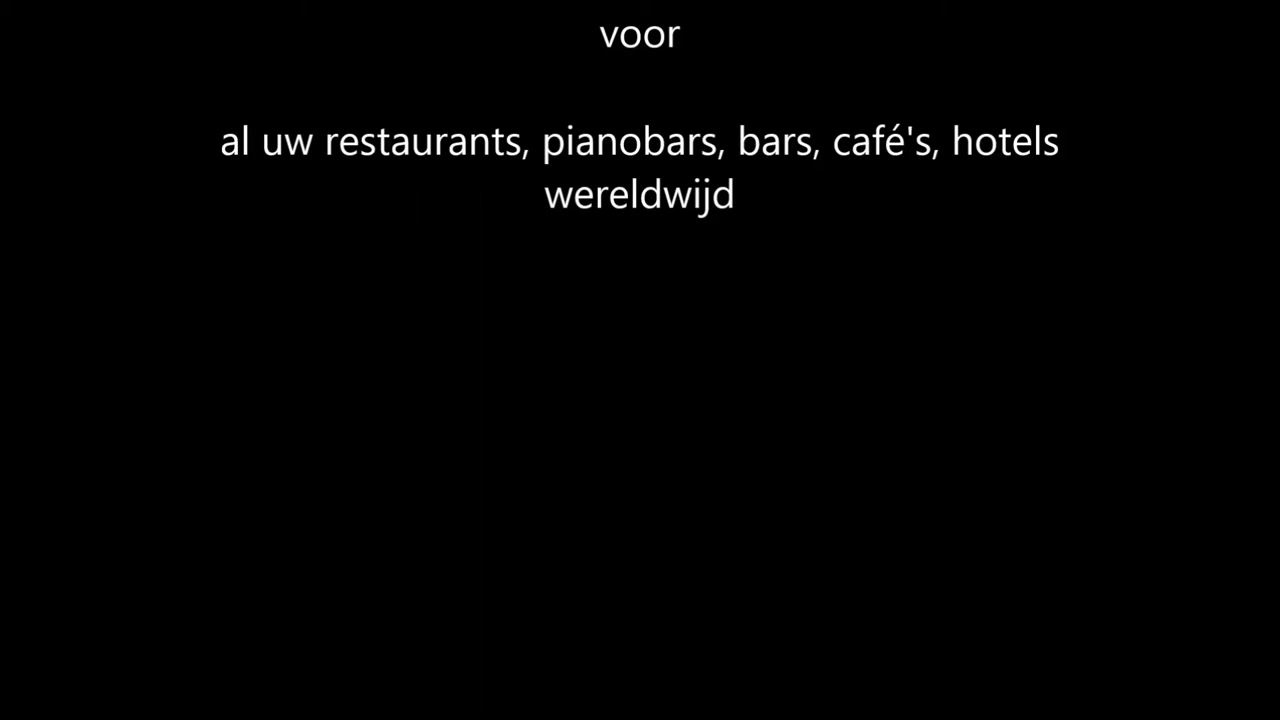 voor
al uw restaurants, pianobars, bars, café's, hotels
wereldwijd